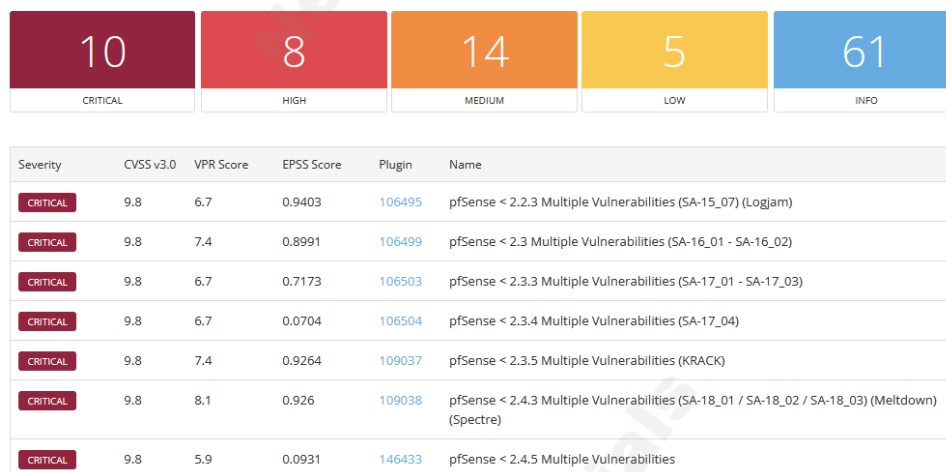 10 8 14 5 61
CRITICAL HIGH MEDIUM LOW INFO
Severity CVSS v3.0 VPR Score EPSS Score Plugin Name
CRITICAL 9.8 6.7 0.9403 106495 pfSense < 2.2.3 Multiple Vulnerabilities (SA-15_07) (Logjam)
CRITICAL 9.8 7.4 0.8991 106499 pfSense < 2.3 Multiple Vulnerabilities (SA-16_01 - SA-16_02)
CRITICAL 9.8 6.7 0.7173 106503 pfSense < 2.3.3 Multiple Vulnerabilities (SA-17_01 - SA-17_03)
CRITICAL 9.8 6.7 0.0704 106504 pfSense < 2.3.4 Multiple Vulnerabilities (SA-17_04)
CRITICAL 9.8 7.4 0.9264 109037 pfSense < 2.3.5 Multiple Vulnerabilities (KRACK)
CRITICAL 9.8 8.1 0.926 109038 pfSense < 2.4.3 Multiple Vulnerabilities (SA-18_01 / SA-18_02 / SA-18_03) (Meltdown)
(Spectre)
CRITICAL 9.8 5.9 0.0931 146433 pfSense < 2.4.5 Multiple Vulnerabilities